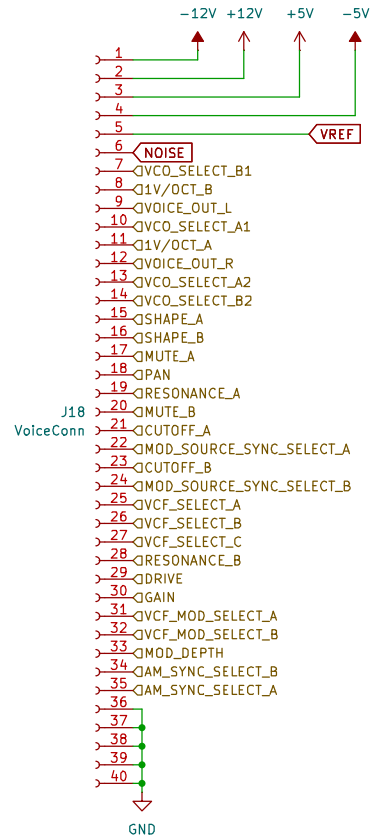 -12V +12V +5V -5V
1
2
3
4
5 VREF
6 NOISE
7 VCO_SELECT_B1
8 1V/OCT_B
9 VOICE_OUT_L
10 VCO_SELECT_A1
11 1V/OCT_A
12 VOICE_OUT_R
13 VCO_SELECT_A2
14 VCO_SELECT_B2
15 SHAPE_A
16 SHAPE_B
17 MUTE_A
18 PAN
19 RESONANCE_A
J18 20 MUTE_B
VoiceConn 21 CUTOFF_A
22 MOD_SOURCE_SYNC_SELECT_A
23 CUTOFF_B
24 MOD_SOURCE_SYNC_SELECT_B
25 VCF_SELECT_A
26 VCF_SELECT_B
27 VCF_SELECT_C
28 RESONANCE_B
29 DRIVE
30 GAIN
31 VCF_MOD_SELECT_A
32 VCF_MOD_SELECT_B
33 MOD_DEPTH
34 AM_SYNC_SELECT_B
35 AM_SYNC_SELECT_A
36
37
38
39
40
GND